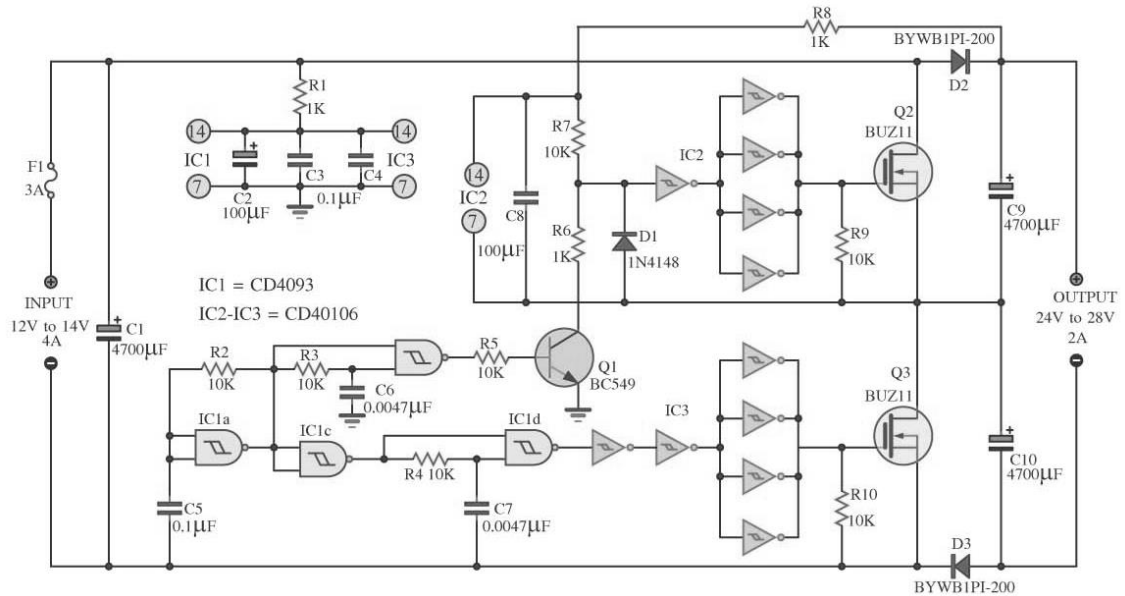 R8
1K
BYWB1PI-200
D2
R1
1K
14
14
IC1
IC3
7
7
C2
100µF
C3
C4
0.1µF
F1
3A
R7
10K
14
IC2
7
C8
100µF
R6
1K
D1
1N4148
IC2
Q2
BUZ11
R9
10K
C9
4700µF
INPUT
12V to 14V
4A
C1
4700µF
IC1 = CD4093
IC2-IC3 = CD40106
OUTPUT
24V to 28V
2A
R2
10K
R3
10K
C6
0.0047µF
R5
10K
Q1
BC549
IC1a
IC1c
R4 10K
IC1d
IC3
Q3
BUZ11
C5
0.1µF
C7
0.0047µF
R10
10K
C10
4700µF
D3
BYWB1PI-200